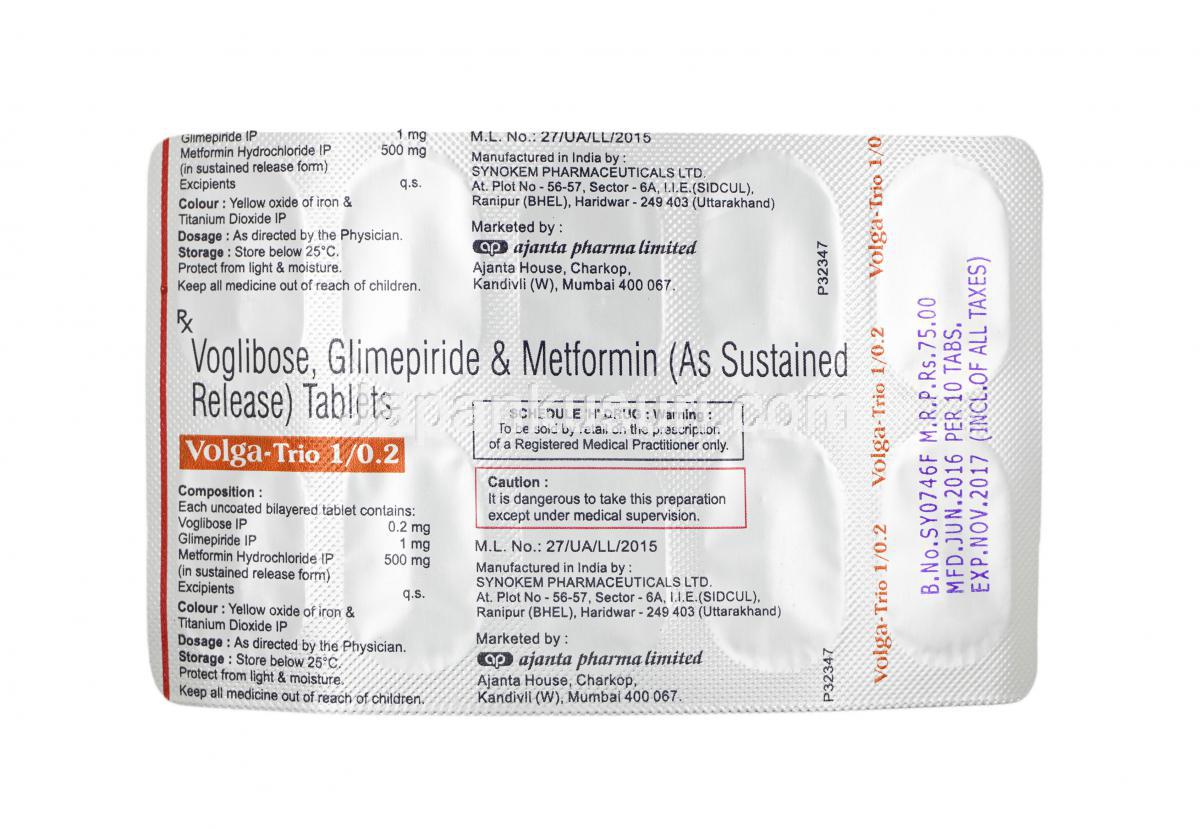 Glimepiride IP 1 mg
Metformin Hydrochloride IP 500 mg
(in sustained release form)
Excipients q.s.
Colour : Yellow oxide of iron &
Titanium Dioxide IP
Dosage : As directed by the Physician.
Storage : Store below 25°C.
Protect from light & moisture.
Keep all medicine out of reach of children.
M.L. No.: 27/UA/LL/2015
Manufactured in India by :
SYNOKEM PHARMACEUTICALS LTD.
At. Plot No - 56-57, Sector - 6A, I.I.E.(SIDCUL),
Ranipur (BHEL), Haridwar - 249 403 (Uttarakhand)
Marketed by :
ap ajanta pharma limited
Ajanta House, Charkop,
Kandivli (W), Mumbai 400 067.
P32347
Rx
Voglibose, Glimepiride & Metformin (As Sustained
Release) Tablets
Volga-Trio 1/0.2
SCHEDULE 'H' DRUG : Warning :
To be sold by retail on the prescription
of a Registered Medical Practitioner only.
Caution :
It is dangerous to take this preparation
except under medical supervision.
Composition :
Each uncoated bilayered tablet contains:
Voglibose IP 0.2 mg
Glimepiride IP 1 mg
Metformin Hydrochloride IP 500 mg
(in sustained release form)
Excipients q.s.
Colour : Yellow oxide of iron &
Titanium Dioxide IP
Dosage : As directed by the Physician.
Storage : Store below 25°C.
Protect from light & moisture.
Keep all medicine out of reach of children.
M.L. No.: 27/UA/LL/2015
Manufactured in India by :
SYNOKEM PHARMACEUTICALS LTD.
At. Plot No - 56-57, Sector - 6A, I.I.E.(SIDCUL),
Ranipur (BHEL), Haridwar - 249 403 (Uttarakhand)
Marketed by :
ap ajanta pharma limited
Ajanta House, Charkop,
Kandivli (W), Mumbai 400 067.
P32347
Volga-Trio 1/0.2
Volga-Trio 1/0.2
Volga-Trio 1/0
B.No.SY0746F M.R.P.Rs.75.00
MFD.JUN.2016 PER 10 TABS.
EXP.NOV.2017 (INCL.OF ALL TAXES)